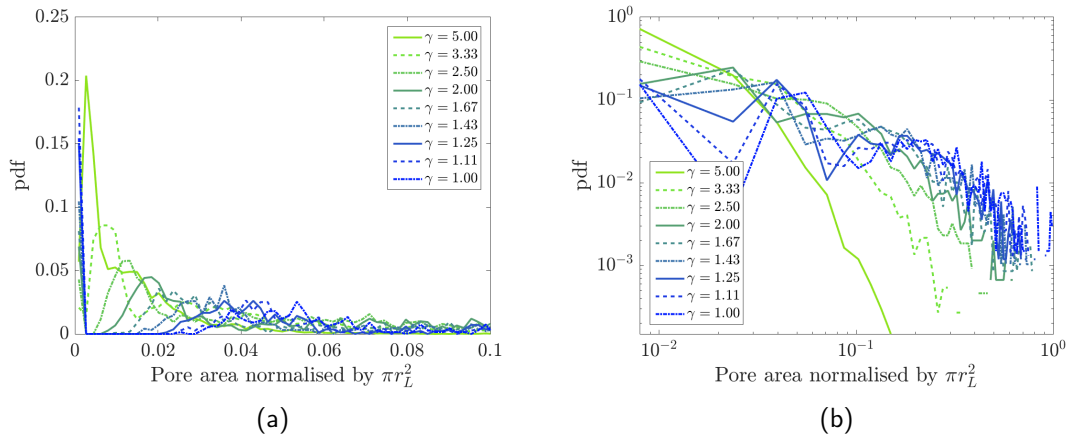 0.25
0.2
0.15
0.1
0.05
0
pdf
0
0.02
0.04
0.06
0.08
0.1
Pore area normalised by πr_L^2
γ = 5.00
γ = 3.33
γ = 2.50
γ = 2.00
γ = 1.67
γ = 1.43
γ = 1.25
γ = 1.11
γ = 1.00
(a)
10^0
10^-1
10^-2
10^-3
pdf
γ = 5.00
γ = 3.33
γ = 2.50
γ = 2.00
γ = 1.67
γ = 1.43
γ = 1.25
γ = 1.11
γ = 1.00
10^-2
10^-1
10^0
Pore area normalised by πr_L^2
(b)